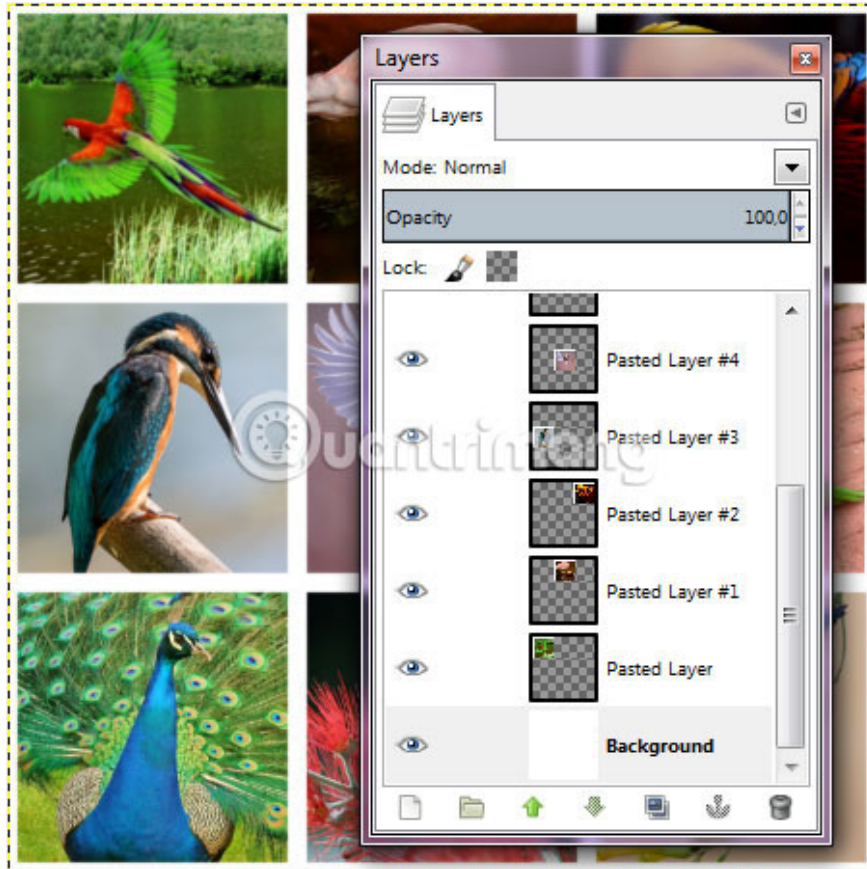 Layers
Layers
Mode: Normal
Opacity 100,0
Lock:
Pasted Layer #4
Pasted Layer #3
Quantrimang
Pasted Layer #2
Pasted Layer #1
Pasted Layer
Background